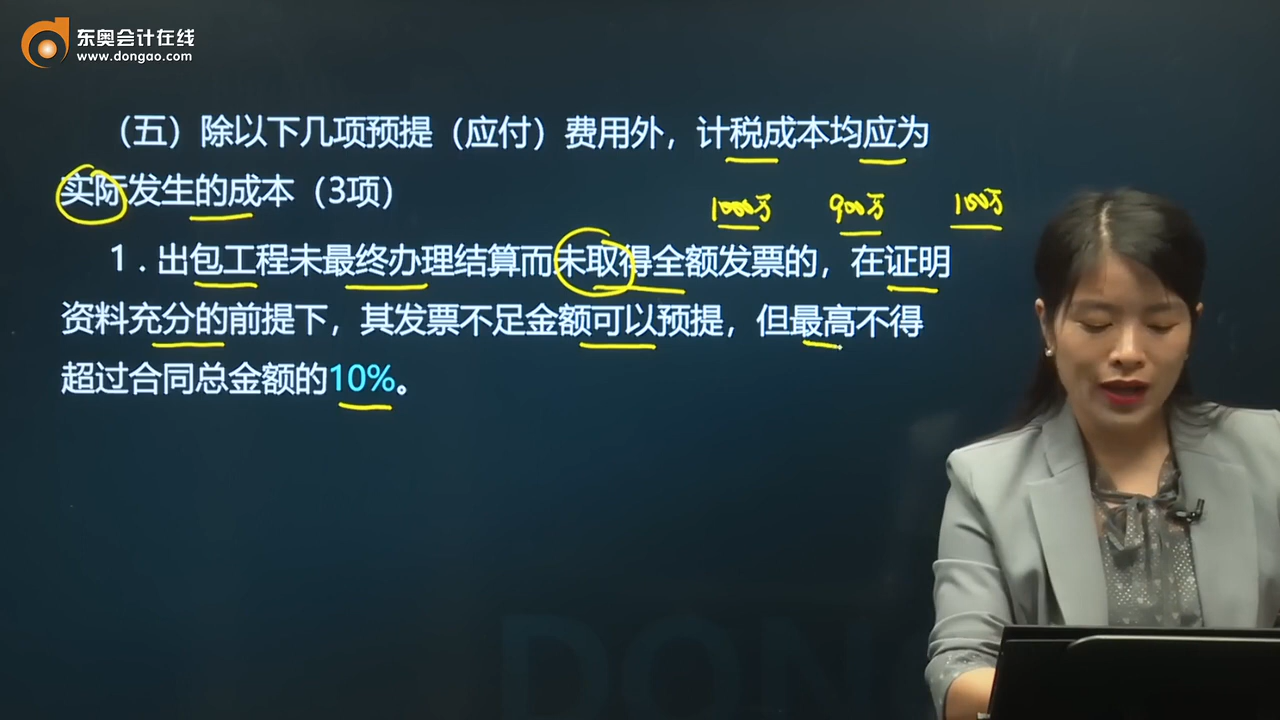 东奥会计在线
www.dongao.com
（五）除以下几项预提（应付）费用外，计税成本均应为
实际发生的成本（3项）
1000万 900万 100万
1．出包工程未最终办理结算而未取得全额发票的，在证明
资料充分的前提下，其发票不足金额可以预提，但最高不得
超过合同总金额的10%。
DONG